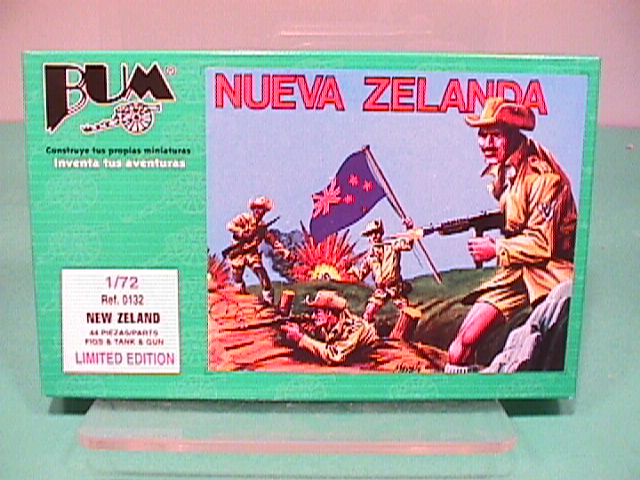 BUM®
Construye tus propias miniaturas
Inventa tus aventuras
NUEVA ZELANDA
1/72
Ref. 0132
NEW ZELAND
44 PIEZAS/PARTS
FIGS & TANK & GUN
LIMITED EDITION